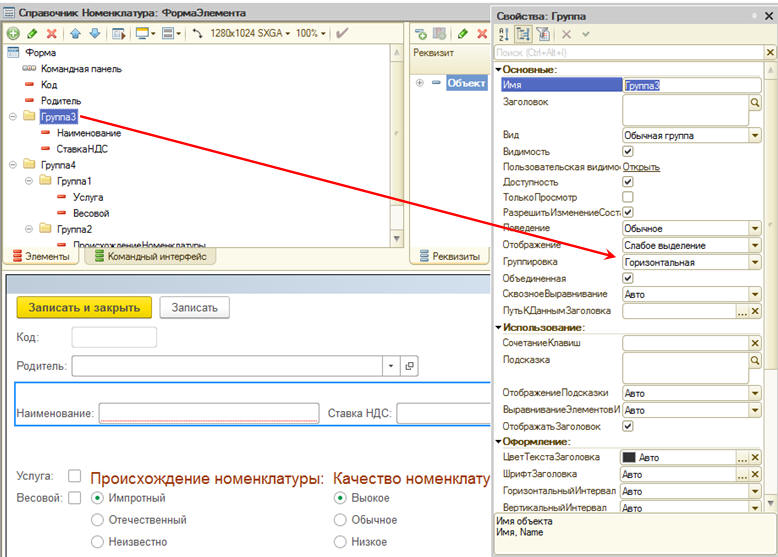 Справочник Номенклатура: ФормаЭлемента
1280x1024 SXGA
100%
Форма
Командная панель
Код
Родитель
Группа3
Наименование
СтавкаНДС
Группа4
Группа1
Услуга
Весовой
Группа2
ПроисхождениеНоменклатуры
Элементы
Командный интерфейс
Реквизит
Объект
Реквизиты
Записать и закрыть
Записать
Код:
Родитель:
Наименование:
Ставка НДС:
Услуга:
Весовой:
Происхождение номенклатуры:
Импротный
Отечественный
Неизвестно
Качество номенклату
Выокое
Обычное
Низкое
Свойства: Группа
Поиск (Ctrl+Alt+I)
Основные:
Имя Группа3
Заголовок
Вид Обычная группа
Видимость
Пользовательская видимо Открыть
Доступность
ТолькоПросмотр
РазрешитьИзменениеСост
Поведение Обычное
Отображение Слабое выделение
Группировка Горизонтальная
Объединенная
СквозноеВыравнивание Авто
ПутьКДаннымЗаголовка
Использование:
СочетаниеКлавиш
Подсказка
ОтображениеПодсказки Авто
ВыравниваниеЭлементовИ Авто
ОтображатьЗаголовок
Оформление:
ЦветТекстаЗаголовка Авто
ШрифтЗаголовка Авто
ГоризонтальныйИнтервал Авто
ВертикальныйИнтервал Авто
Имя объекта
Имя, Name